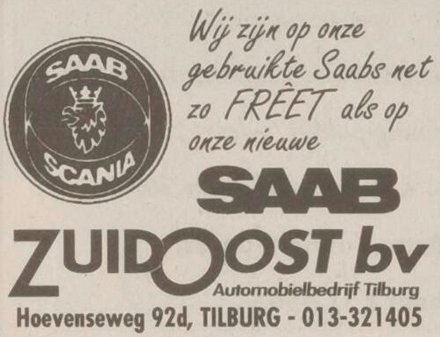 Wij zijn op onze
gebruikte Saabs net
zo FRÊET als op
onze nieuwe
SAAB
SCANIA
SAAB
ZUIDOOST bv
Automobielbedrijf Tilburg
Hoevenseweg 92d, TILBURG - 013-321405